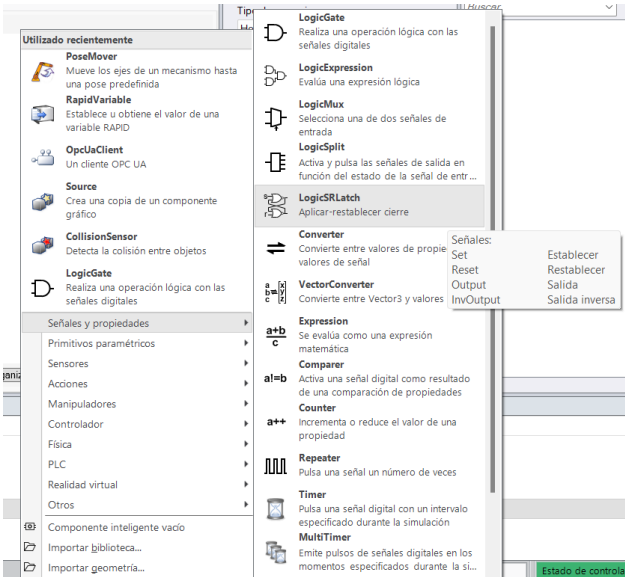 Tipo
Buscar
He
Utilizado recientemente
PoseMover
Mueve los ejes de un mecanismo hasta
una pose predefinida
RapidVariable
Establece u obtiene el valor de una
variable RAPID
OpcUaClient
Un cliente OPC UA
Source
Crea una copia de un componente
gráfico
CollisionSensor
Detecta la colisión entre objetos
LogicGate
Realiza una operación lógica con las
señales digitales
Señales y propiedades
Primitivos paramétricos
Sensores
Acciones
Manipuladores
Controlador
Física
PLC
Realidad virtual
Otros
Componente inteligente vacío
Importar biblioteca...
Importar geometría...
LogicGate
Realiza una operación lógica con las
señales digitales
LogicExpression
Evalúa una expresión lógica
LogicMux
Selecciona una de dos señales de
entrada
LogicSplit
Activa y pulsa las señales de salida en
función del estado de la señal de entr...
LogicSRLatch
Aplicar-restablecer cierre
Converter
Convierte entre valores de propie
valores de señal
VectorConverter
Convierte entre Vector3 y valores
a+b
c
Expression
Se evalúa como una expresión
matemática
a!=b
Comparer
Activa una señal digital como resultado
de una comparación de propiedades
a++
Counter
Incrementa o reduce el valor de una
propiedad
Repeater
Pulsa una señal un número de veces
Timer
Pulsa una señal digital con un intervalo
especificado durante la simulación
MultiTimer
Emite pulsos de señales digitales en los
momentos especificados durante la si...
Señales:
Set Establecer
Reset Restablecer
Output Salida
InvOutput Salida inversa
Estado de controla